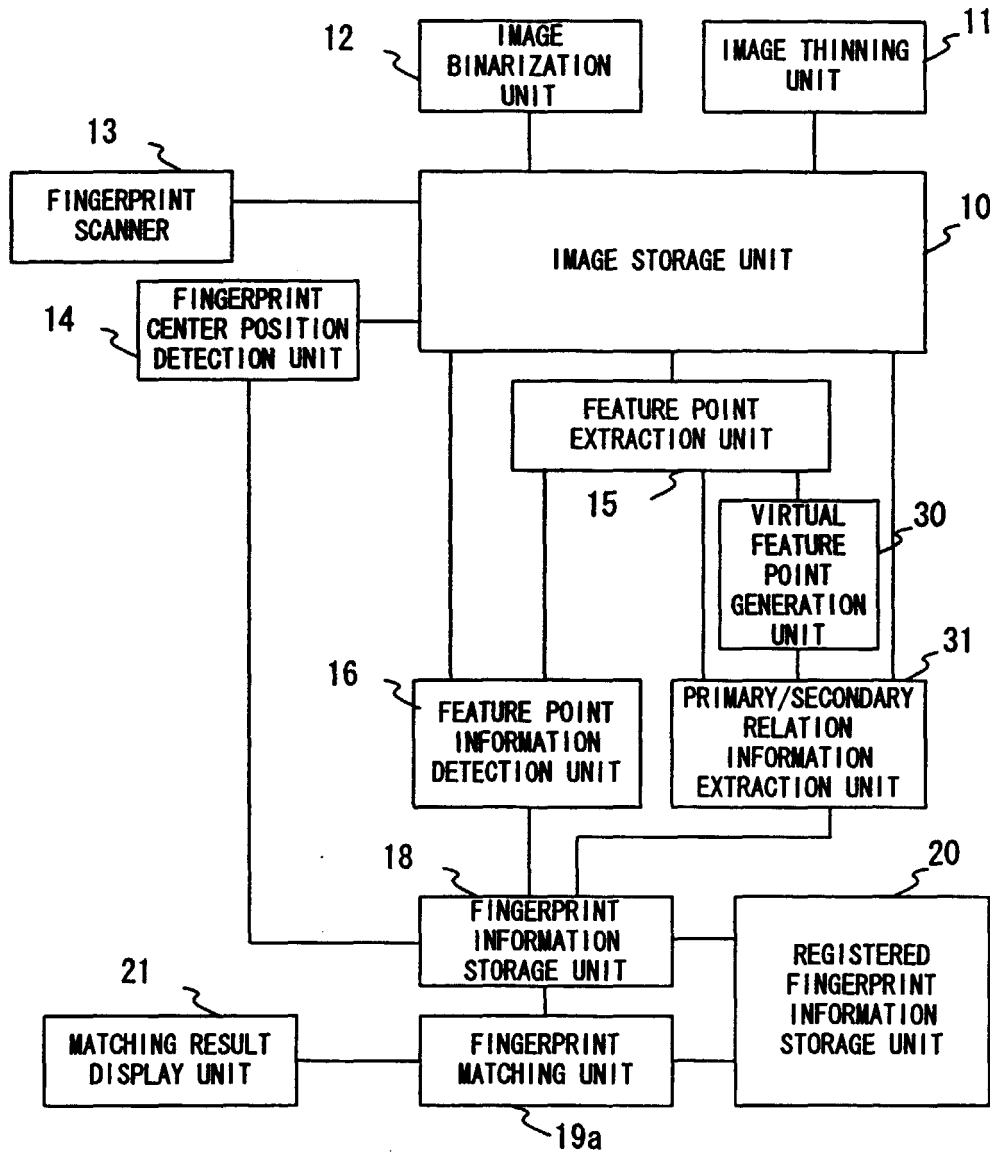 12
IMAGE
BINARIZATION
UNIT
11
IMAGE THINNING
UNIT
13
FINGERPRINT
SCANNER
10
IMAGE STORAGE UNIT
14
FINGERPRINT
CENTER POSITION
DETECTION UNIT
FEATURE POINT
EXTRACTION UNIT
15
30
VIRTUAL
FEATURE
POINT
GENERATION
UNIT
16
FEATURE POINT
INFORMATION
DETECTION UNIT
31
PRIMARY/SECONDARY
RELATION
INFORMATION
EXTRACTION UNIT
18
FINGERPRINT
INFORMATION
STORAGE UNIT
20
REGISTERED
FINGERPRINT
INFORMATION
STORAGE UNIT
21
MATCHING RESULT
DISPLAY UNIT
FINGERPRINT
MATCHING UNIT
19a